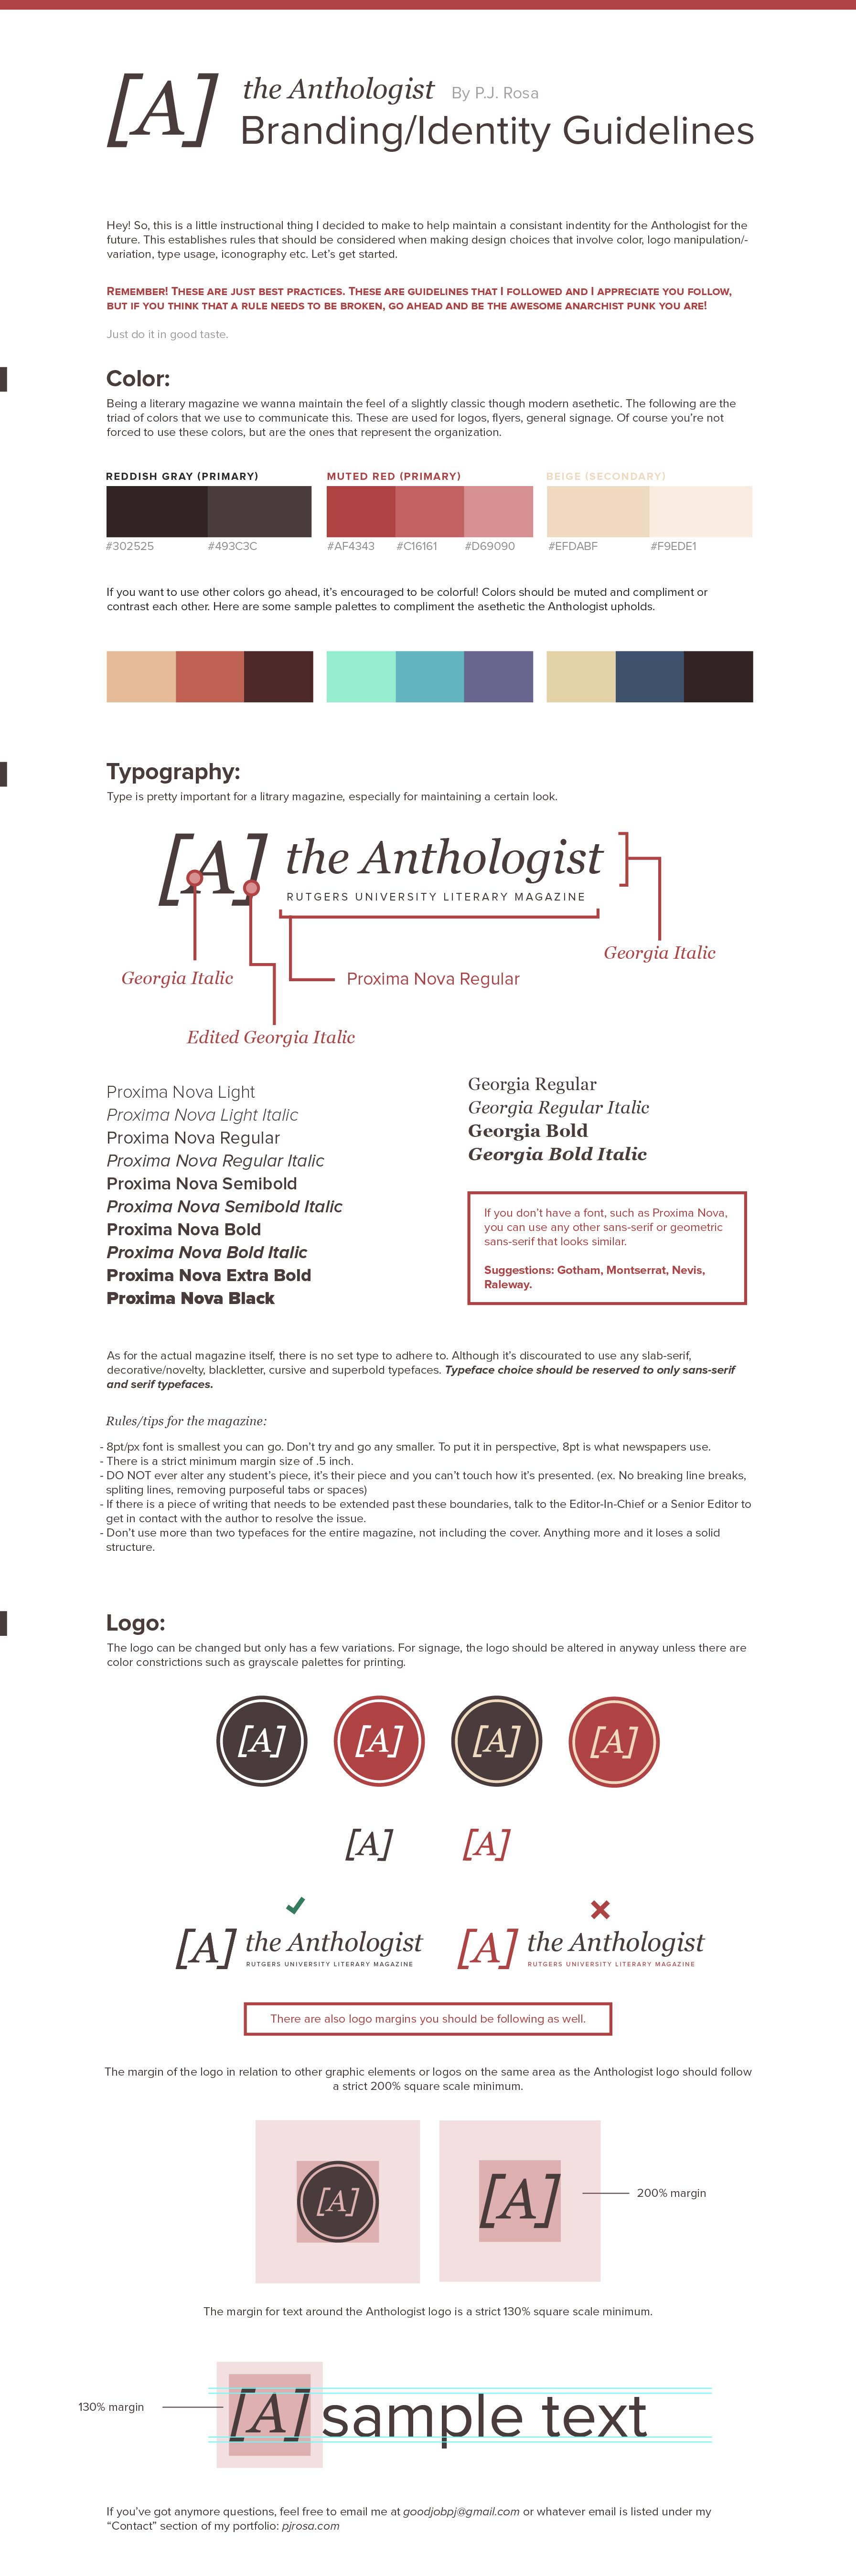 [A] the Anthologist By P.J. Rosa
Branding/Identity Guidelines
Hey! So, this is a little instructional thing I decided to make to help maintain a consistant indentity for the Anthologist for the
future. This establishes rules that should be considered when making design choices that involve color, logo manipulation/-
variation, type usage, iconography etc. Let's get started.
Remember! These are just best practices. These are guidelines that I followed and I appreciate you follow,
but if you think that a rule needs to be broken, go ahead and be the awesome anarchist punk you are!
Just do it in good taste.
Color:
Being a literary magazine we wanna maintain the feel of a slightly classic though modern asethetic. The following are the
triad of colors that we use to communicate this. These are used for logos, flyers, general signage. Of course you're not
forced to use these colors, but are the ones that represent the organization.
REDDISH GRAY (PRIMARY)
MUTED RED (PRIMARY)
BEIGE (SECONDARY)
#302525
#493C3C
#AF4343
#C16161
#D69090
#EFDABF
#F9EDE1
If you want to use other colors go ahead, it's encouraged to be colorful! Colors should be muted and compliment or
contrast each other. Here are some sample palettes to compliment the asethetic the Anthologist upholds.
Typography:
Type is pretty important for a litrary magazine, especially for maintaining a certain look.
[A] the Anthologist
RUTGERS UNIVERSITY LITERARY MAGAZINE
Georgia Italic
Georgia Italic
Proxima Nova Regular
Edited Georgia Italic
Proxima Nova Light
Proxima Nova Light Italic
Proxima Nova Regular
Proxima Nova Regular Italic
Proxima Nova Semibold
Proxima Nova Semibold Italic
Proxima Nova Bold
Proxima Nova Bold Italic
Proxima Nova Extra Bold
Proxima Nova Black
Georgia Regular
Georgia Regular Italic
Georgia Bold
Georgia Bold Italic
If you don't have a font, such as Proxima Nova,
you can use any other sans-serif or geometric
sans-serif that looks similar.
Suggestions: Gotham, Montserrat, Nevis,
Raleway.
As for the actual magazine itself, there is no set type to adhere to. Although it's discourated to use any slab-serif,
decorative/novelty, blackletter, cursive and superbold typefaces. Typeface choice should be reserved to only sans-serif
and serif typefaces.
Rules/tips for the magazine:
- 8pt/px font is smallest you can go. Don't try and go any smaller. To put it in perspective, 8pt is what newspapers use.
- There is a strict minimum margin size of .5 inch.
- DO NOT ever alter any student's piece, it's their piece and you can't touch how it's presented. (ex. No breaking line breaks,
spliting lines, removing purposeful tabs or spaces)
- If there is a piece of writing that needs to be extended past these boundaries, talk to the Editor-In-Chief or a Senior Editor to
get in contact with the author to resolve the issue.
- Don't use more than two typefaces for the entire magazine, not including the cover. Anything more and it loses a solid
structure.
Logo:
The logo can be changed but only has a few variations. For signage, the logo should be altered in anyway unless there are
color constrictions such as grayscale palettes for printing.
[A] [A] [A] [A]
[A] [A]
[A] the Anthologist
RUTGERS UNIVERSITY LITERARY MAGAZINE
[A] the Anthologist
RUTGERS UNIVERSITY LITERARY MAGAZINE
There are also logo margins you should be following as well.
The margin of the logo in relation to other graphic elements or logos on the same area as the Anthologist logo should follow
a strict 200% square scale minimum.
[A] [A] 200% margin
The margin for text around the Anthologist logo is a strict 130% square scale minimum.
130% margin [A] sample text
If you've got anymore questions, feel free to email me at goodjobpj@gmail.com or whatever email is listed under my
“Contact” section of my portfolio: pjrosa.com